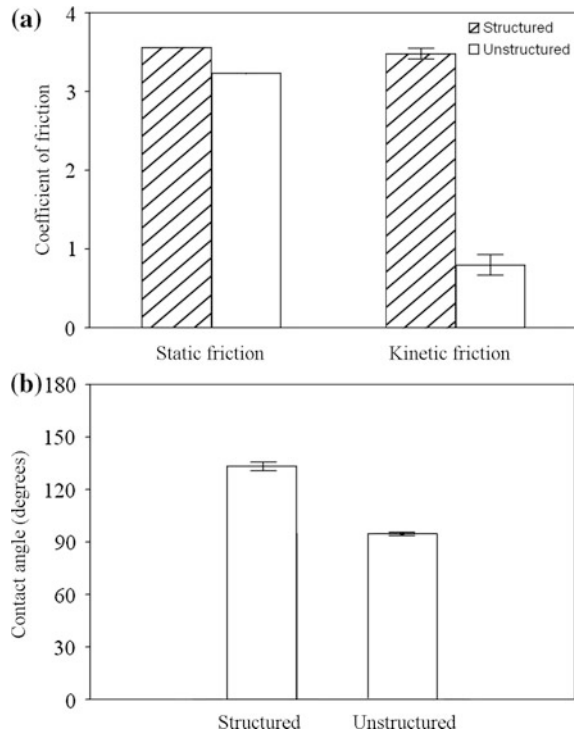 (a)
4
3
2
1
0
Coefficient of friction
Structured
Unstructured
Static friction
Kinetic friction
(b)
180
150
120
90
60
30
0
Contact angle (degrees)
Structured
Unstructured